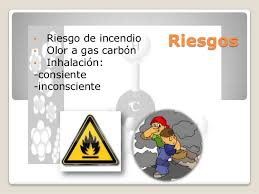 Riesgos
• Riesgo de incendio
• Olor a gas carbón
• Inhalación:
-consiente
-inconsciente
C